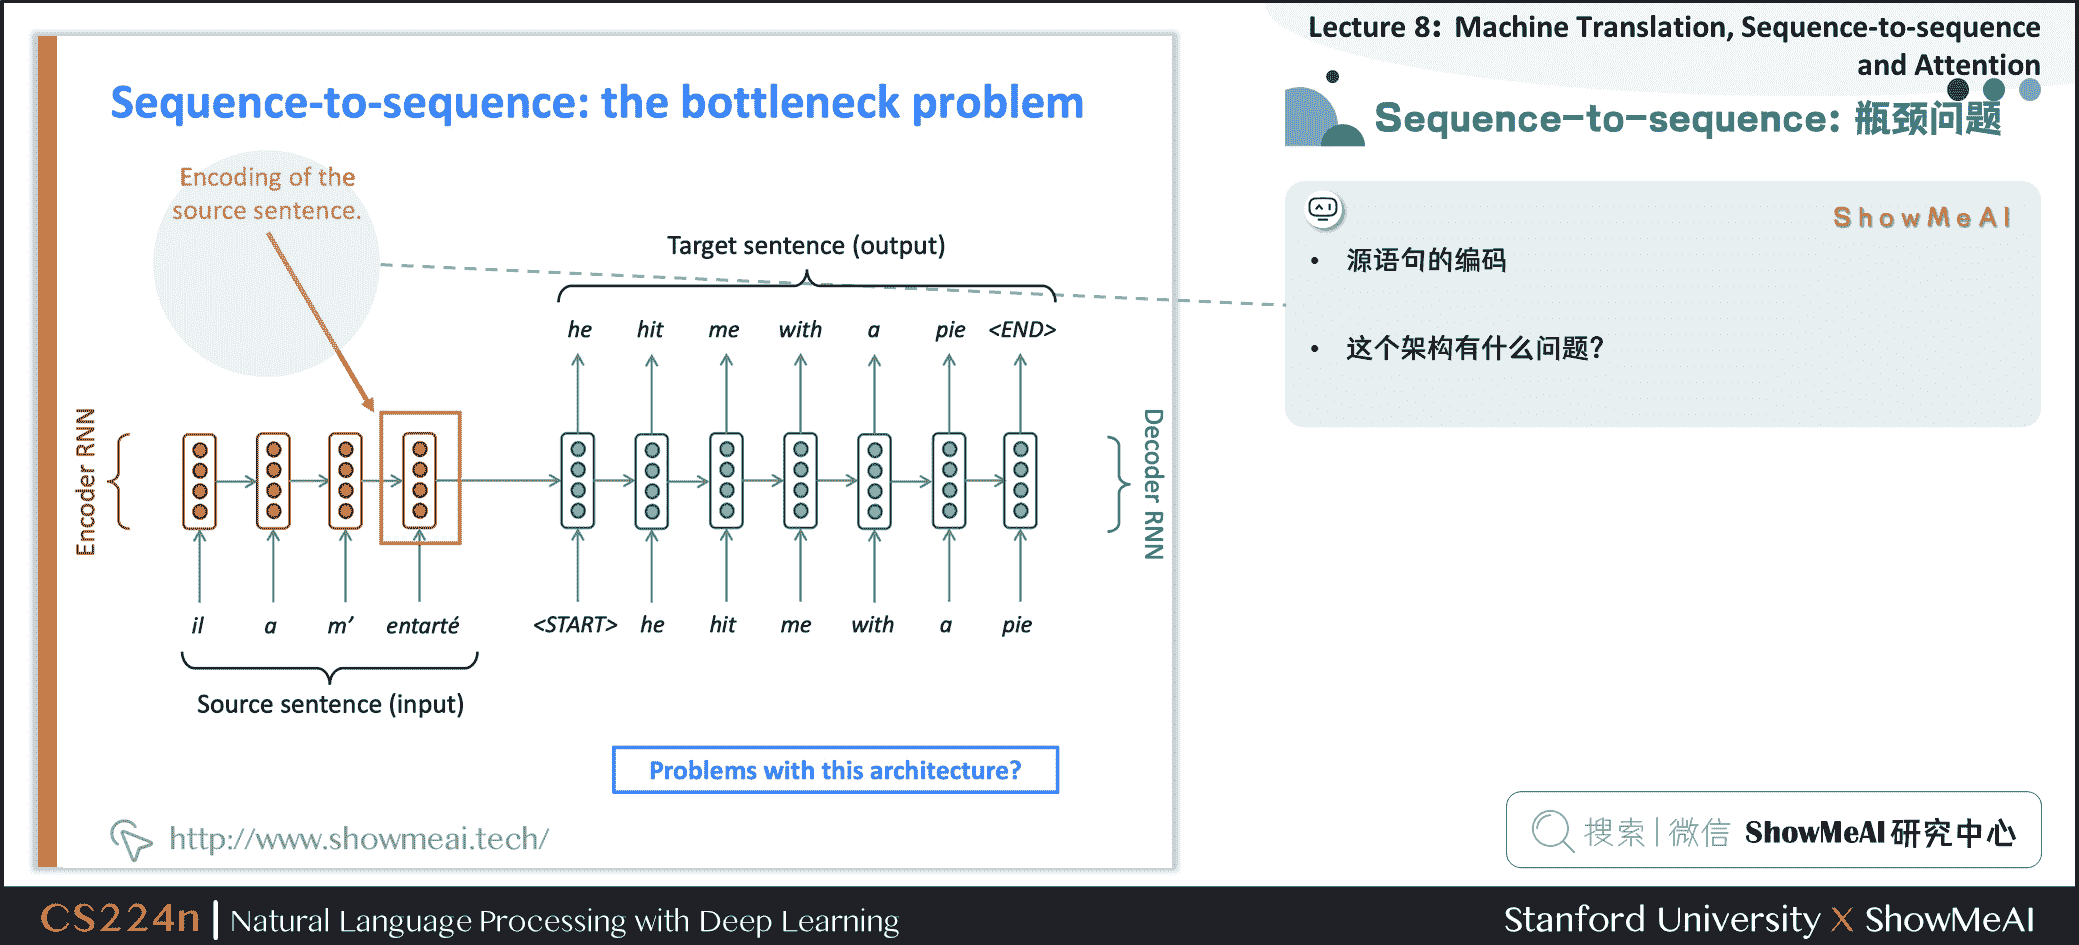 Lecture 8: Machine Translation, Sequence-to-sequence
and Attention
Sequence-to-sequence: the bottleneck problem
Encoding of the
source sentence.
Target sentence (output)
he hit me with a pie <END>
Encoder RNN
Decoder RNN
il a m’ entarté <START> he hit me with a pie
Source sentence (input)
Problems with this architecture?
http://www.showmeai.tech/
Sequence-to-sequence: 瓶颈问题
ShowMeAI
• 源语句的编码
• 这个架构有什么问题？
搜索|微信 ShowMeAI研究中心
CS224n | Natural Language Processing with Deep Learning
Stanford University X ShowMeAI